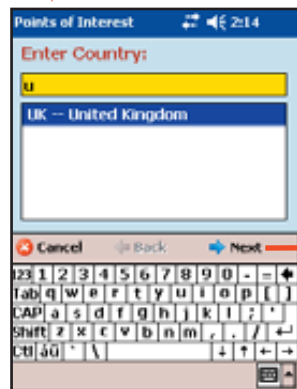 Points of Interest 2:14
Enter Country:
u
UK -- United Kingdom
Cancel Back Next
123 1 2 3 4 5 6 7 8 9 0 - =
Tab q w e r t y u i o p [ ]
CAP a s d f g h j k l ; '
Shift z x c v b n m , . /
Ctl áü ` \